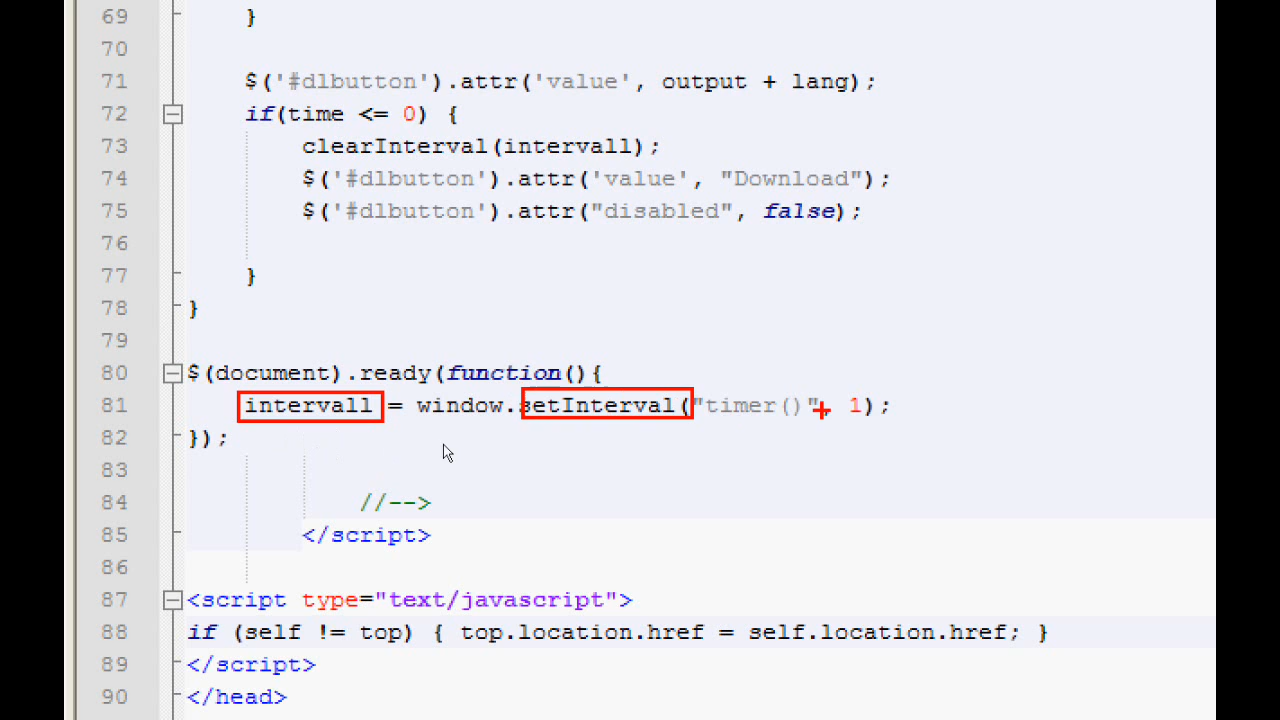 69 }
70
71 $('#dlbutton').attr('value', output + lang);
72 if(time <= 0) {
73 clearInterval(intervall);
74 $('#dlbutton').attr('value', "Download");
75 $('#dlbutton').attr("disabled", false);
76
77 }
78 }
79
80 $(document).ready(function(){
81 intervall = window.setInterval("timer()", 1);
82 });
83
84 //-->
85 </script>
86
87 <script type="text/javascript">
88 if (self != top) { top.location.href = self.location.href; }
89 </script>
90 </head>